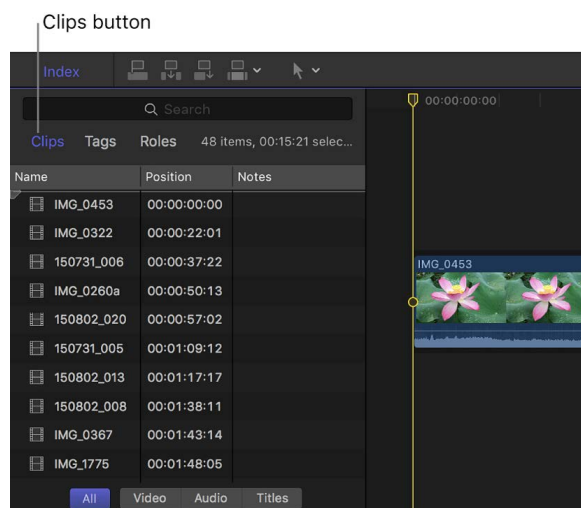 Clips button
Index
Search
00:00:00:00
Clips Tags Roles 48 items, 00:15:21 selec...
Name Position Notes
IMG_0453 00:00:00:00
IMG_0322 00:00:22:01
150731_006 00:00:37:22
IMG_0453
IMG_0260a 00:00:50:13
150802_020 00:00:57:02
150731_005 00:01:09:12
150802_013 00:01:17:17
150802_008 00:01:38:11
IMG_0367 00:01:43:14
IMG_1775 00:01:48:05
All Video Audio Titles